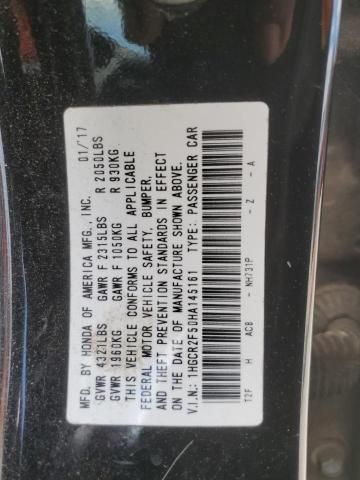 MFD. BY HONDA OF AMERICA MFG., INC. 01/17
GVWR 4321LBS GAWR F 2315LBS R 2050LBS
GVWR 1960KG GAWR F 1050KG R 930KG
THIS VEHICLE CONFORMS TO ALL APPLICABLE
FEDERAL MOTOR VEHICLE SAFETY, BUMPER,
AND THEFT PREVENTION STANDARDS IN EFFECT
ON THE DATE OF MANUFACTURE SHOWN ABOVE.
V.I.N.: 1HGCR2F50HA145161 TYPE: PASSENGER CAR
T2F H ACB - NH731P - Z - A